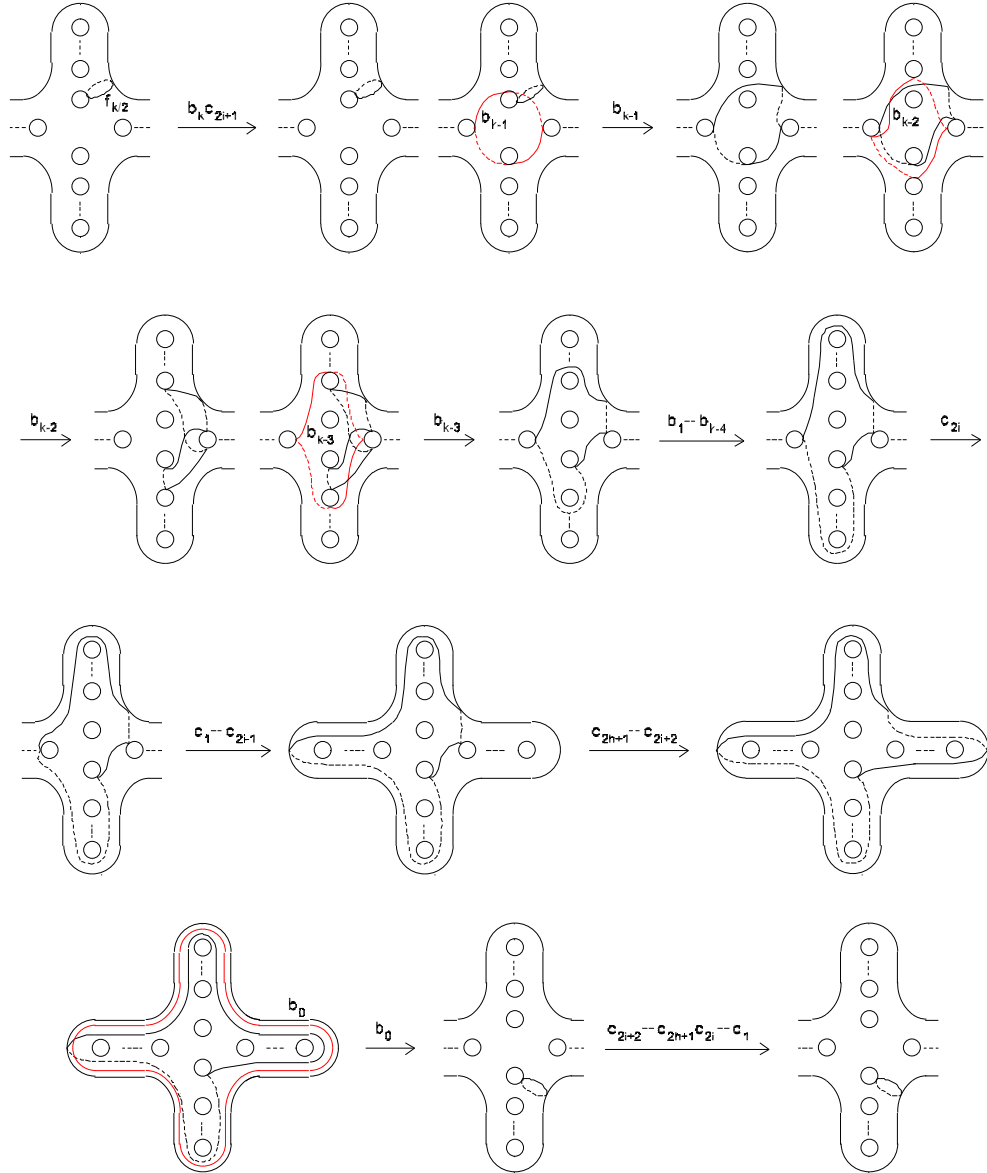 f_{k/2} b_k c_{2i+1} b_{k-1} b_{k-1} b_{k-2}
b_{k-2} b_{k-3} b_{k-3} b_1 -- b_{k-4} c_{2i}
c_1 -- c_{2i-1} c_{2h+1} -- c_{2i+2}
b_0 b_0 c_{2i+2} -- c_{2h+1} c_{2i} -- c_1